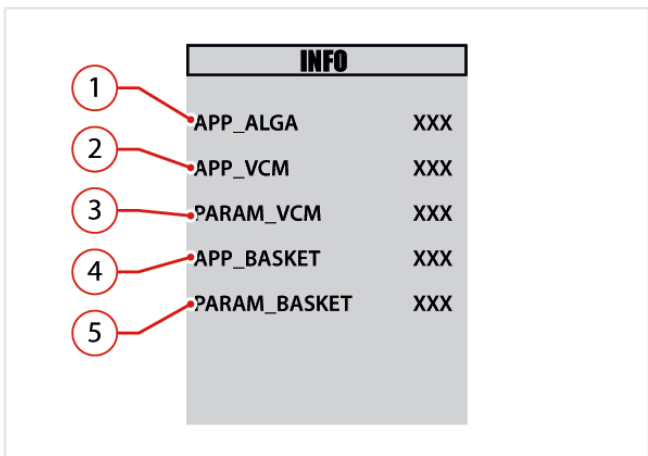 INFO
1
APP_ALGA XXX
2
APP_VCM XXX
3
PARAM_VCM XXX
4
APP_BASKET XXX
5
PARAM_BASKET XXX